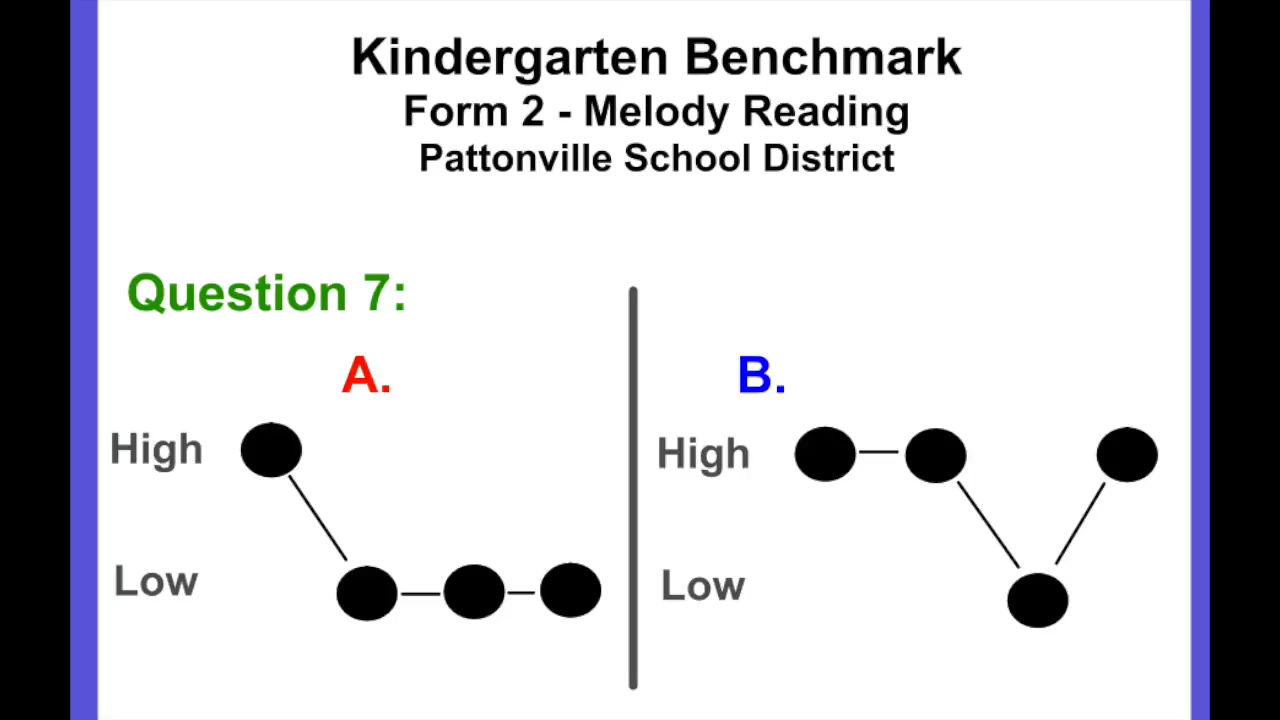 Kindergarten Benchmark
Form 2 - Melody Reading
Pattonville School District
Question 7:
A.
High
Low
B.
High
Low